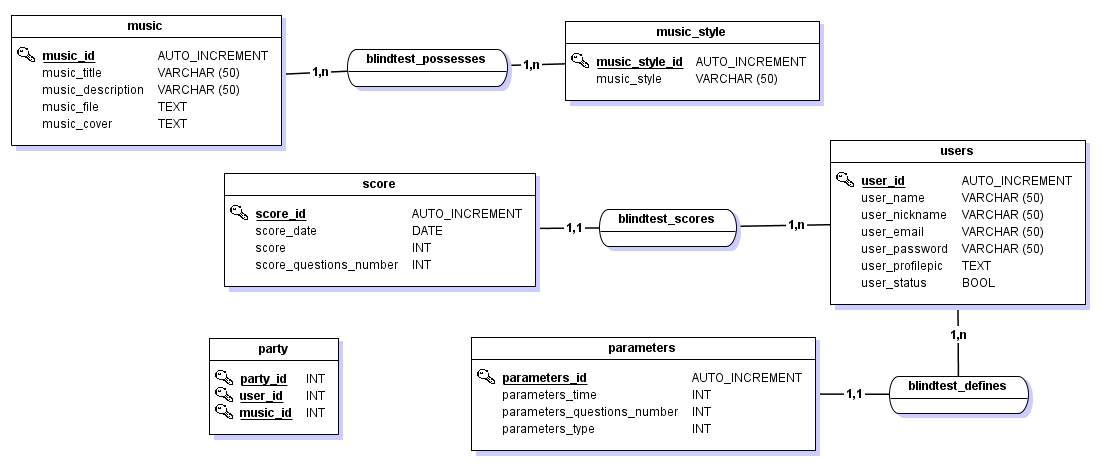 music
music_id AUTO_INCREMENT
music_title VARCHAR (50)
music_description VARCHAR (50)
music_file TEXT
music_cover TEXT
1,n
blindtest_possesses
1,n
music_style
music_style_id AUTO_INCREMENT
music_style VARCHAR (50)
users
user_id AUTO_INCREMENT
user_name VARCHAR (50)
user_nickname VARCHAR (50)
user_email VARCHAR (50)
user_password VARCHAR (50)
user_profilepic TEXT
user_status BOOL
score
score_id AUTO_INCREMENT
score_date DATE
score INT
score_questions_number INT
1,1
blindtest_scores
1,n
1,n
party
party_id INT
user_id INT
music_id INT
parameters
parameters_id AUTO_INCREMENT
parameters_time INT
parameters_questions_number INT
parameters_type INT
1,1
blindtest_defines